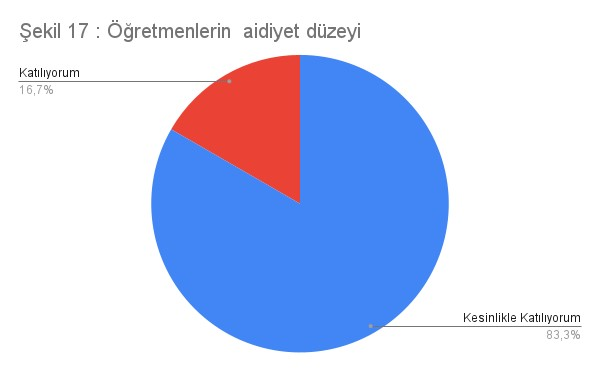 Şekil 17 : Öğretmenlerin  aidiyet düzeyi
Katılıyorum
16,7%
Kesinlikle Katılıyorum
83,3%